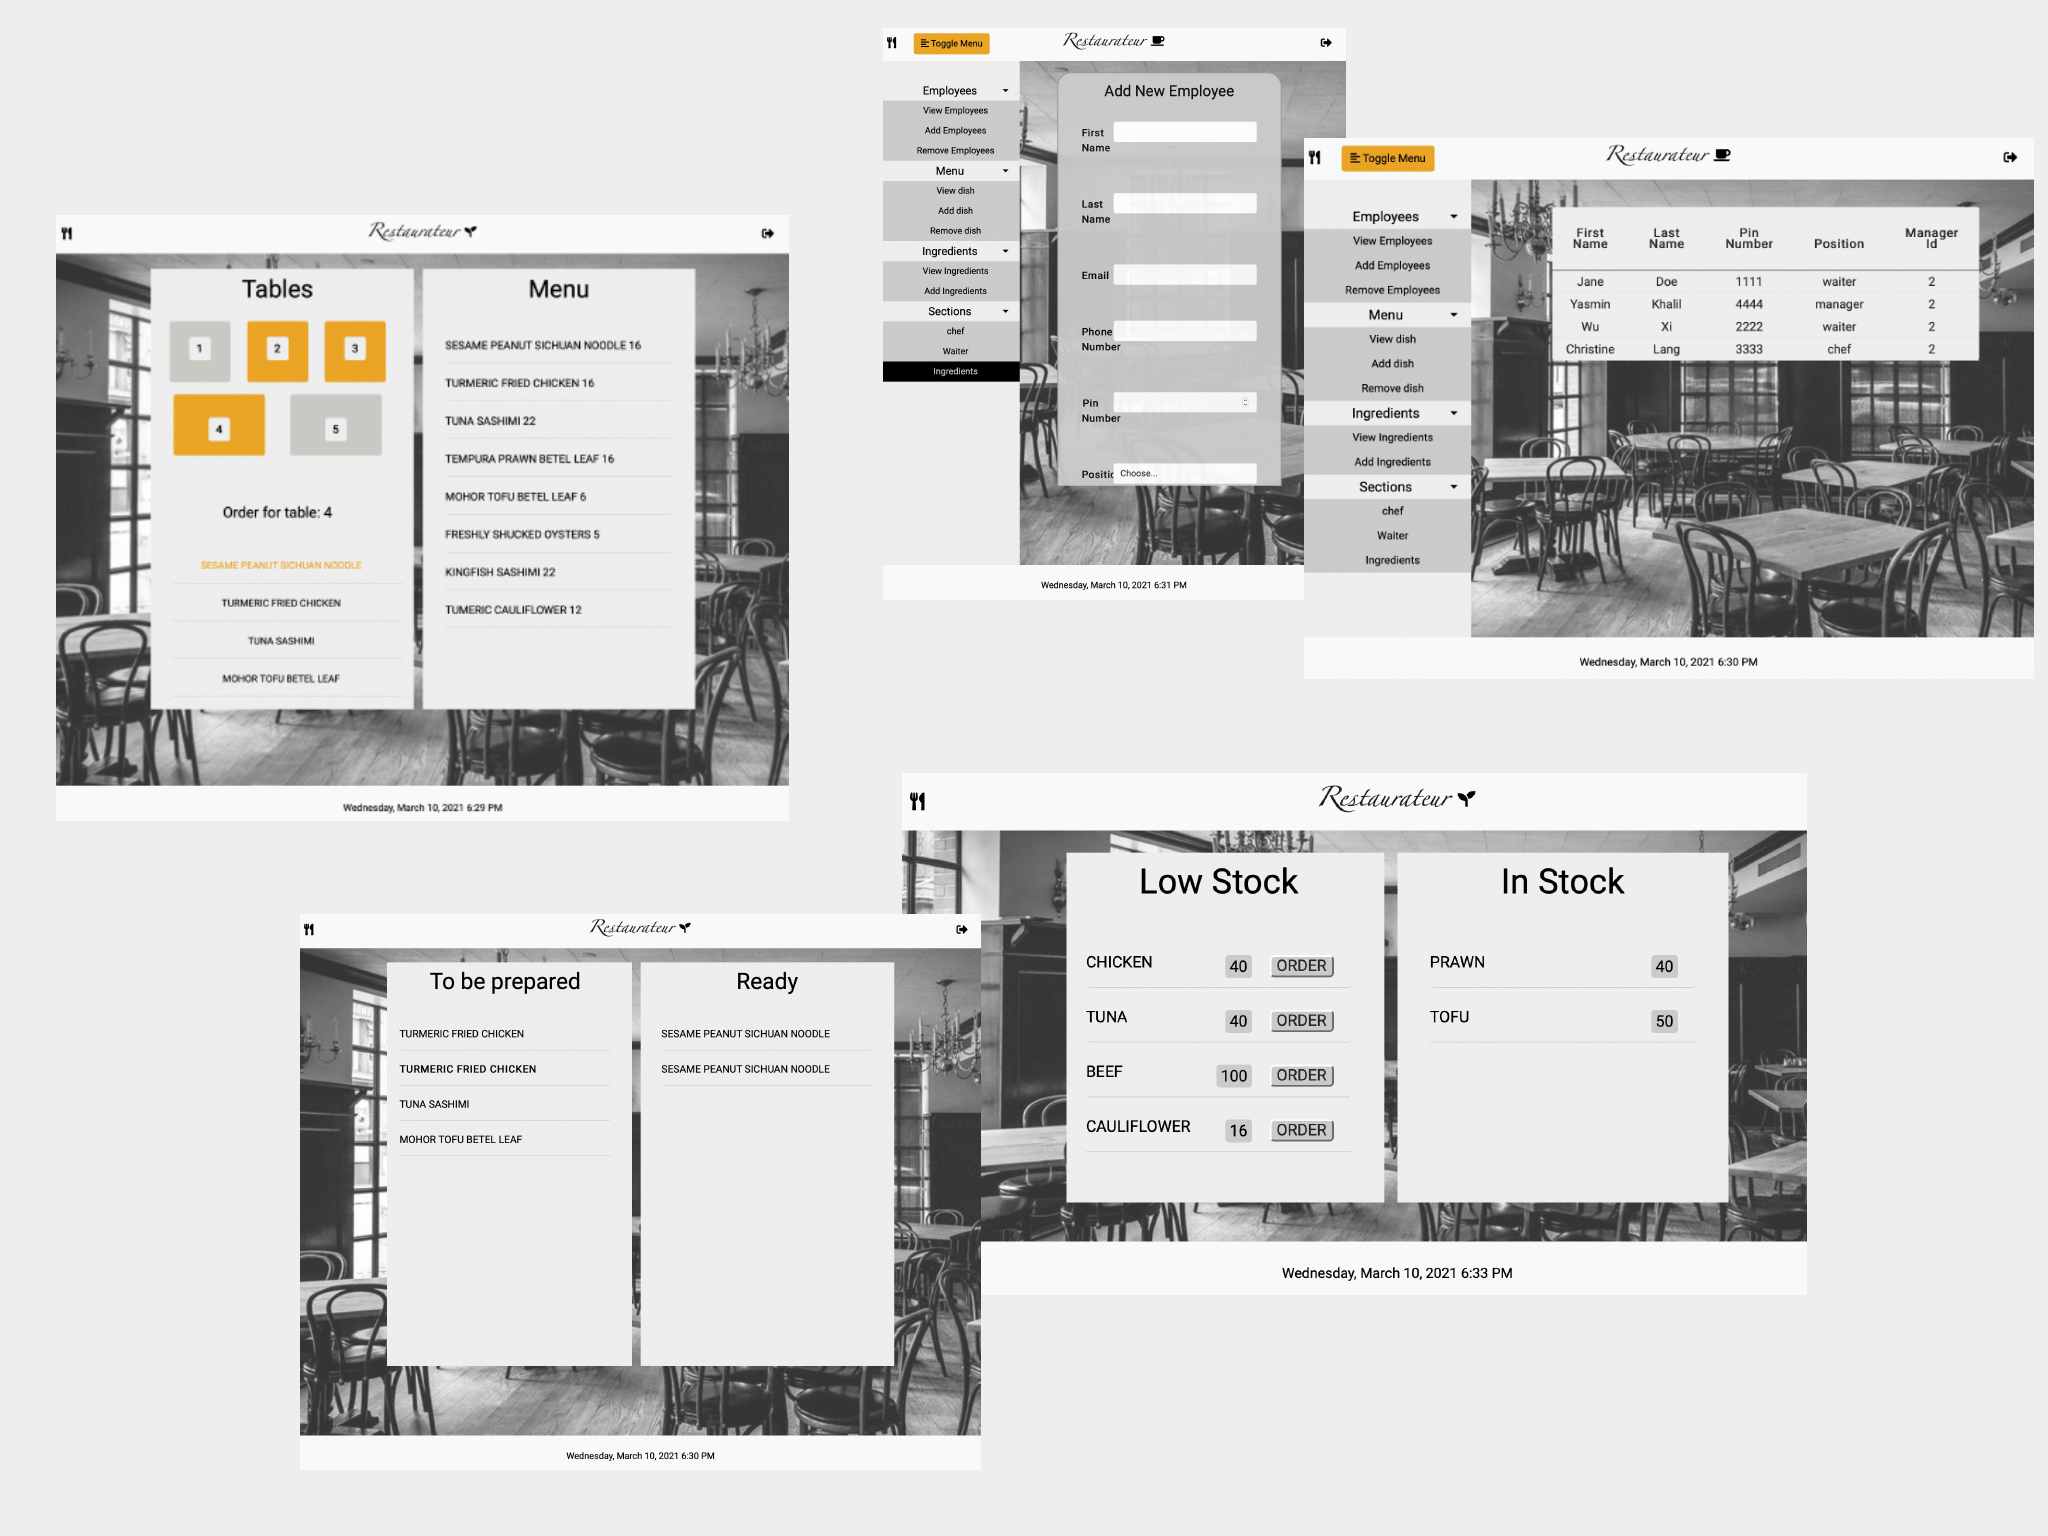 Restaurateur
Tables
1
2
3
4
5
Order for table: 4
SESAME PEANUT SICHUAN NOODLE
TURMERIC FRIED CHICKEN
TUNA SASHIMI
MOHOR TOFU BETEL LEAF
Menu
SESAME PEANUT SICHUAN NOODLE 16
TURMERIC FRIED CHICKEN 16
TUNA SASHIMI 22
TEMPURA PRAWN BETEL LEAF 16
MOHOR TOFU BETEL LEAF 6
FRESHLY SHUCKED OYSTERS 5
KINGFISH SASHIMI 22
TUMERIC CAULIFLOWER 12
Wednesday, March 10, 2021 6:29 PM
Toggle Menu
Restaurateur
Employees
View Employees
Add Employees
Remove Employees
Menu
View dish
Add dish
Remove dish
Ingredients
View Ingredients
Add Ingredients
Sections
chef
Waiter
Ingredients
Add New Employee
First
Name
Last
Name
Email
Phone
Number
Pin
Number
Positic
Choose...
Wednesday, March 10, 2021 6:31 PM
Toggle Menu
Restaurateur
Employees
View Employees
Add Employees
Remove Employees
Menu
View dish
Add dish
Remove dish
Ingredients
View Ingredients
Add Ingredients
Sections
chef
Waiter
Ingredients
First Name Last Name Pin Number Position Manager Id
Jane Doe 1111 waiter 2
Yasmin Khalil 4444 manager 2
Wu Xi 2222 waiter 2
Christine Lang 3333 chef 2
Wednesday, March 10, 2021 6:30 PM
Restaurateur
Low Stock
CHICKEN 40 ORDER
TUNA 40 ORDER
BEEF 100 ORDER
CAULIFLOWER 16 ORDER
In Stock
PRAWN 40
TOFU 50
Wednesday, March 10, 2021 6:33 PM
Restaurateur
To be prepared
TURMERIC FRIED CHICKEN
TURMERIC FRIED CHICKEN
TUNA SASHIMI
MOHOR TOFU BETEL LEAF
Ready
SESAME PEANUT SICHUAN NOODLE
SESAME PEANUT SICHUAN NOODLE
Wednesday, March 10, 2021 6:30 PM